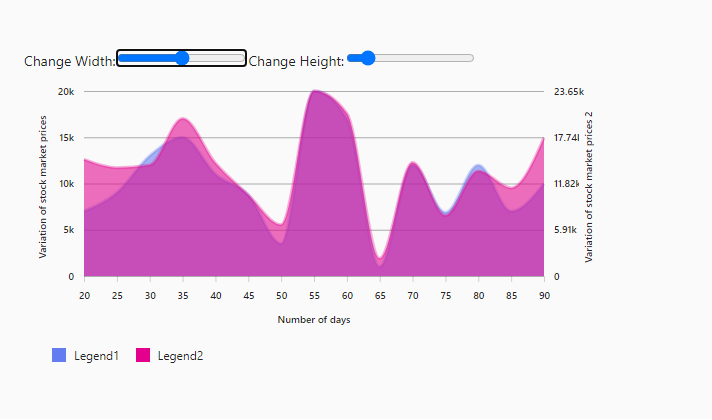 Change Width: Change Height:
20k 23.65k
15k 17.74k
10k 11.82k
5k 5.91k
0 0
Variation of stock market prices
Variation of stock market prices 2
20 25 30 35 40 45 50 55 60 65 70 75 80 85 90
Number of days
Legend1 Legend2